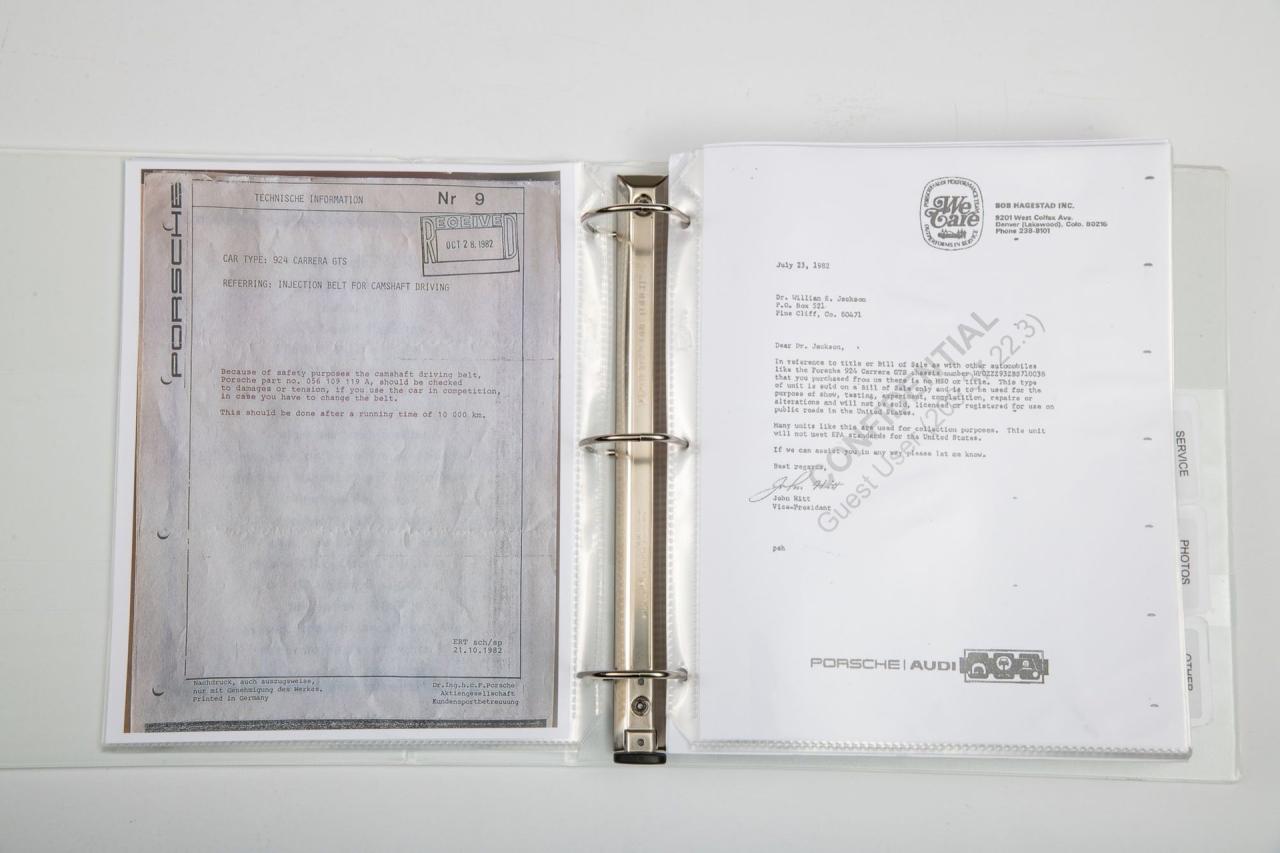 PORSCHE
TECHNISCHE INFORMATION
Nr 9
RECEIVED
OCT 28. 1982
CAR TYPE: 924 CARRERA GTS
REFERRING: INJECTION BELT FOR CAMSHAFT DRIVING
Because of safety purposes the camshaft driving belt,
Porsche part no. 056 109 119 A, should be checked
to damages or tension, if you use the car in competition,
in case you have to change the belt.
This should be done after a running time of 10 000 km.
ERT sch/sp
21.10.1982
Nachdruck, auch auszugsweise,
nur mit Genehmigung des Werkes.
Printed in Germany
Dr.Ing.h.c.F.Porsche
Aktiengesellschaft
Kundensportbetreuung
We
Care
BOB HAGESTAD INC.
9201 West Colfax Ave.
Denver (Lakewood), Colo. 80215
Phone 238-8101
July 23, 1982
Dr. William E. Jackson
P.O. Box 521
Pine Cliff, Co. 80471
Dear Dr. Jackson,
In reference to title or Bill of Sale as with other automobiles
like the Porsche 924 Carrera GTS chassis number
that you purchased from us there is no MSO or title. This type
of unit is sold on a Bill of Sale only and is to be used for the
purpose of show, testing, experiment, competition, repairs or
alterations and will not be sold, licensed or registered for use on
public roads in the United States.
Many units like this are used for collection purposes. This unit
will not meet EPA standards for the United States.
If we can assist you in any way please let me know.
Best regards,
John Hitt
John Hitt
Vice-President
pah
CONFIDENTIAL
Guest User
PORSCHE | AUDI
SERVICE
PHOTOS
OTHER